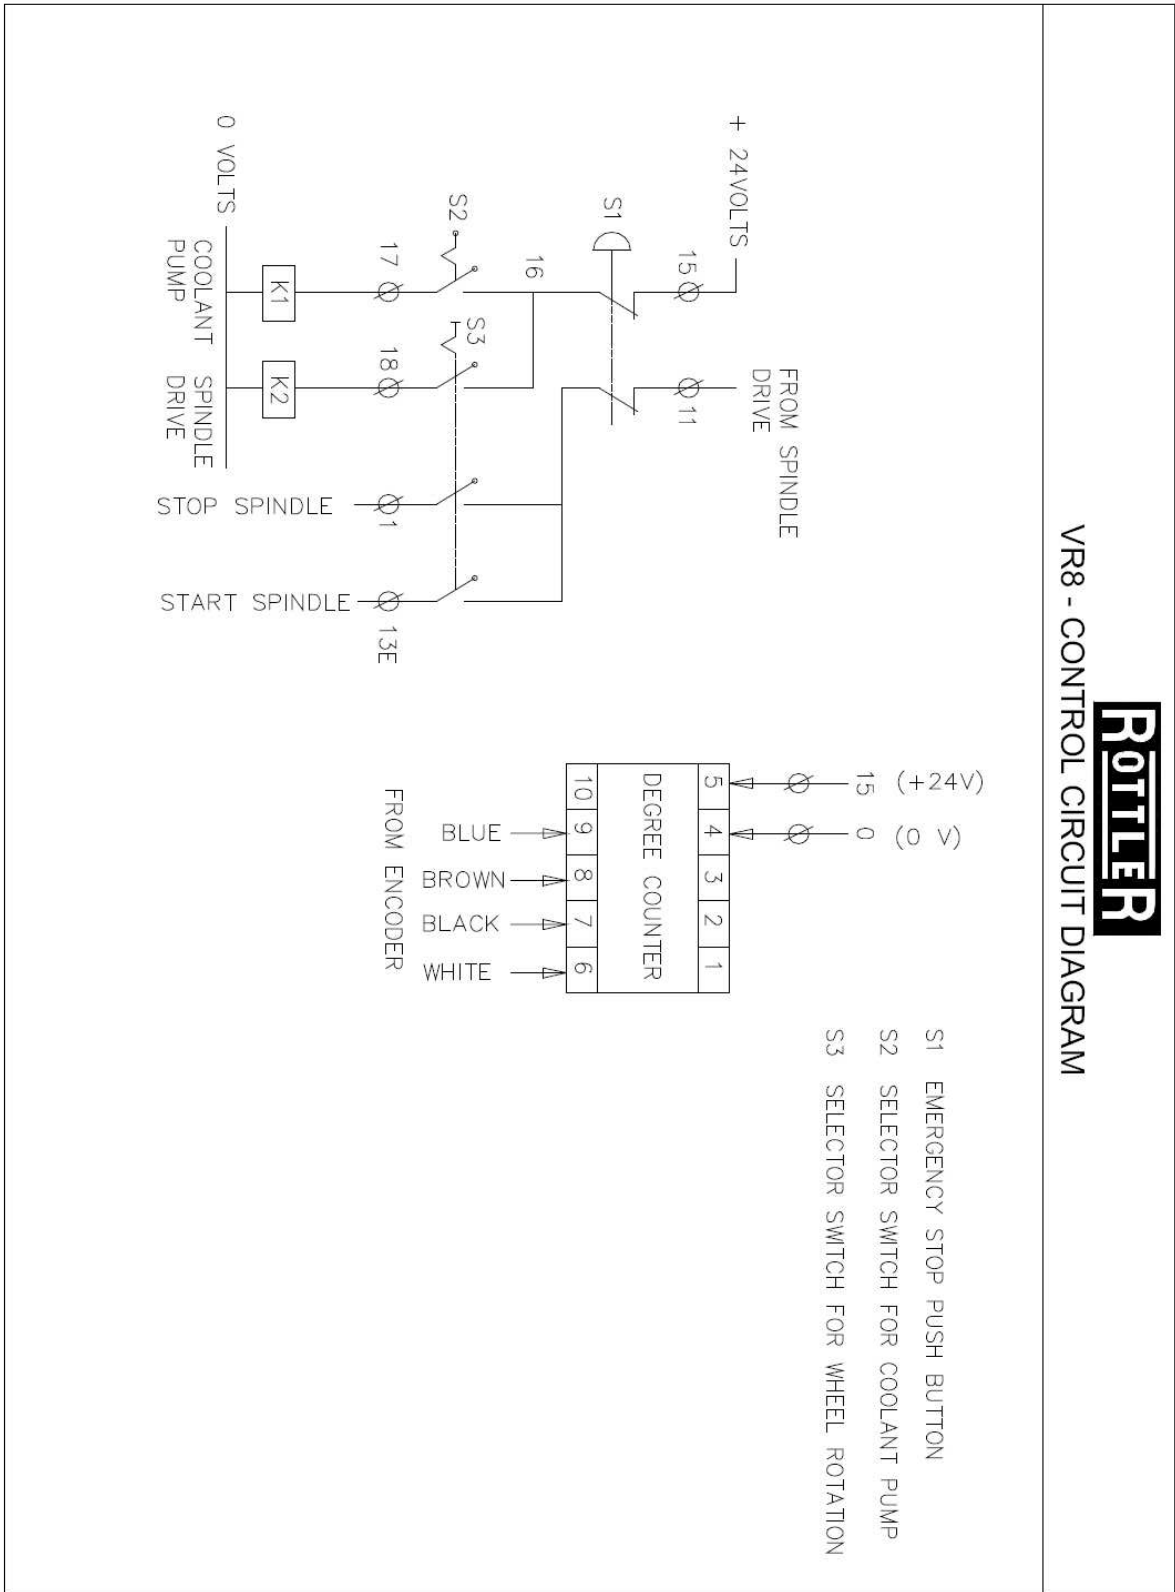 ROTTLER
VR8 - CONTROL CIRCUIT DIAGRAM
+ 24VOLTS
FROM SPINDLE
DRIVE
15
11
S1
16
S2
S3
17
18
1
13E
K1
K2
0 VOLTS
COOLANT
PUMP
SPINDLE
DRIVE
STOP SPINDLE
START SPINDLE
15 (+24V)
0 (0 V)
5 4 3 2 1
DEGREE COUNTER
10 9 8 7 6
BLUE
BROWN
BLACK
WHITE
FROM ENCODER
S1 EMERGENCY STOP PUSH BUTTON
S2 SELECTOR SWITCH FOR COOLANT PUMP
S3 SELECTOR SWITCH FOR WHEEL ROTATION